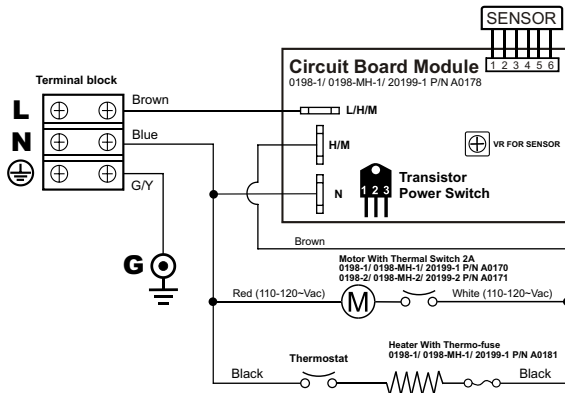 SENSOR
1 2 3 4 5 6
Circuit Board Module
0198-1/ 0198-MH-1/ 20199-1 P/N A0178
Terminal block
L
Brown
L/H/M
N
Blue
H/M
VR FOR SENSOR
G/Y
N
1 2 3
Transistor
Power Switch
Brown
G
Motor With Thermal Switch 2A
0198-1/ 0198-MH-1/ 20199-1 P/N A0170
0198-2/ 0198-MH-2/ 20199-2 P/N A0171
Red (110-120~Vac)
M
White (110-120~Vac)
Heater With Thermo-fuse
0198-1/ 0198-MH-1/ 20199-1 P/N A0181
Thermostat
Black
Black